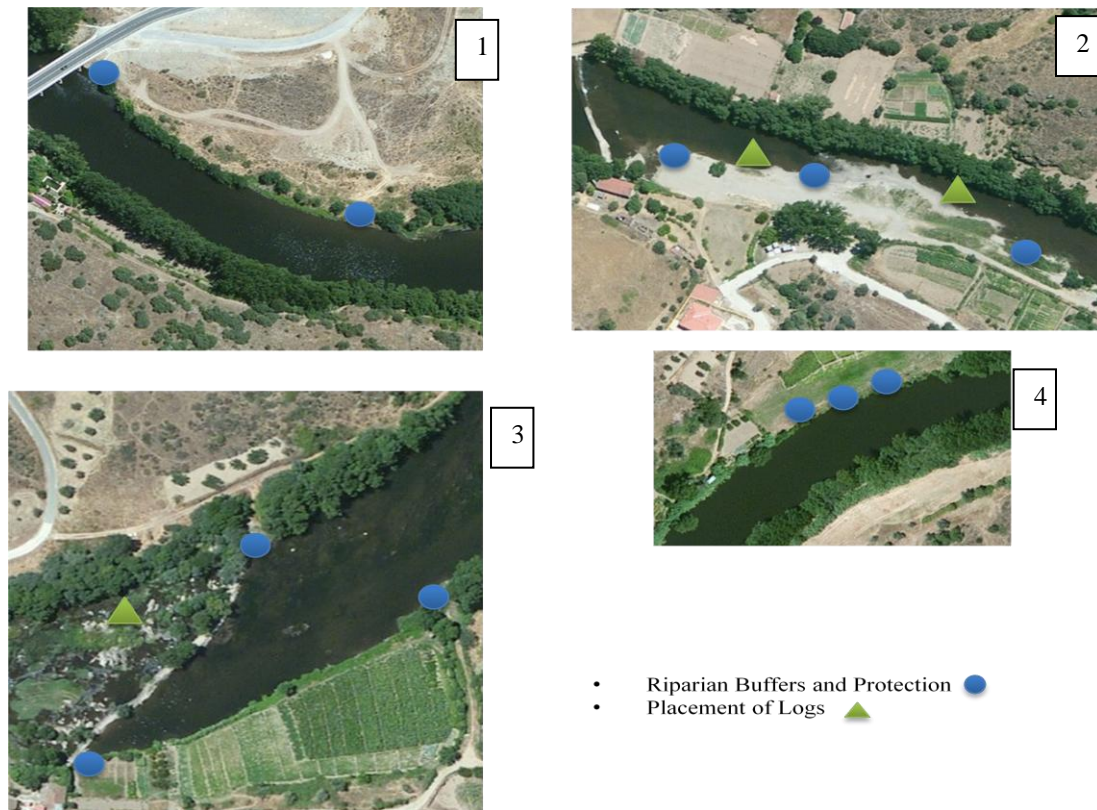 1
2
3
4
• Riparian Buffers and Protection
• Placement of Logs